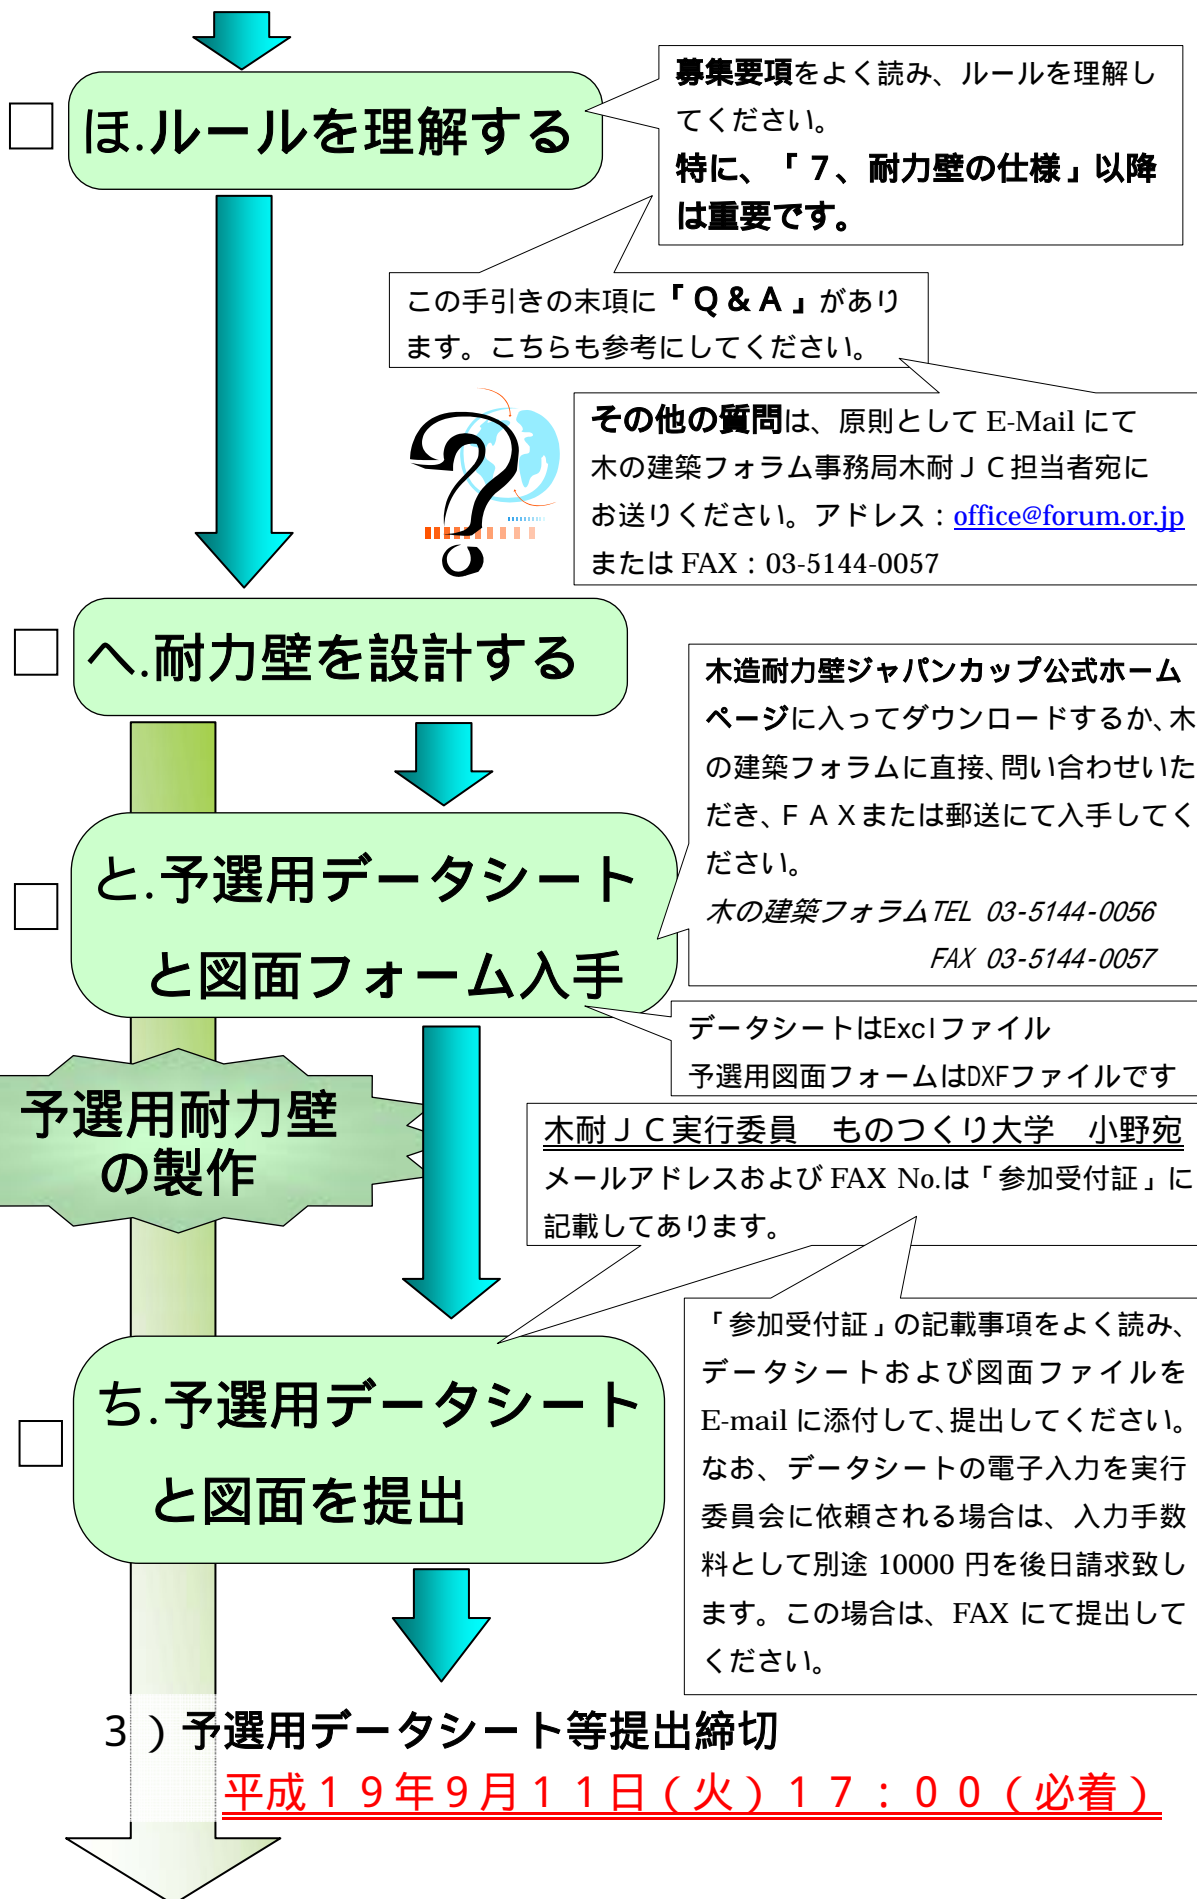 ほ.ルールを理解する
募集要項をよく読み、ルールを理解し
てください。
特に、「７、耐力壁の仕様」以降
は重要です。
この手引きの末項に「Ｑ＆Ａ」があり
ます。こちらも参考にしてください。
その他の質問は、原則として E-Mail にて
木の建築フォラム事務局木耐ＪＣ担当者宛に
お送りください。アドレス：office@forum.or.jp
または FAX：03-5144-0057
へ.耐力壁を設計する
木造耐力壁ジャパンカップ公式ホーム
ページに入ってダウンロードするか、木
の建築フォラムに直接、問い合わせいた
だき、ＦＡＸまたは郵送にて入手してく
ださい。
木の建築フォラムTEL 03-5144-0056
FAX 03-5144-0057
と.予選用データシート
と図面フォーム入手
データシートはExclファイル
予選用図面フォームはDXFファイルです
予選用耐力壁
の製作
木耐ＪＣ実行委員　ものつくり大学　小野宛
メールアドレスおよび FAX No.は「参加受付証」に
記載してあります。
「参加受付証」の記載事項をよく読み、
データシートおよび図面ファイルを
E-mail に添付して、提出してください。
なお、データシートの電子入力を実行
委員会に依頼される場合は、入力手数
料として別途 10000 円を後日請求致し
ます。この場合は、FAX にて提出して
ください。
ち.予選用データシート
と図面を提出
３）予選用データシート等提出締切
平成１９年９月１１日（火）１７：００（必着）